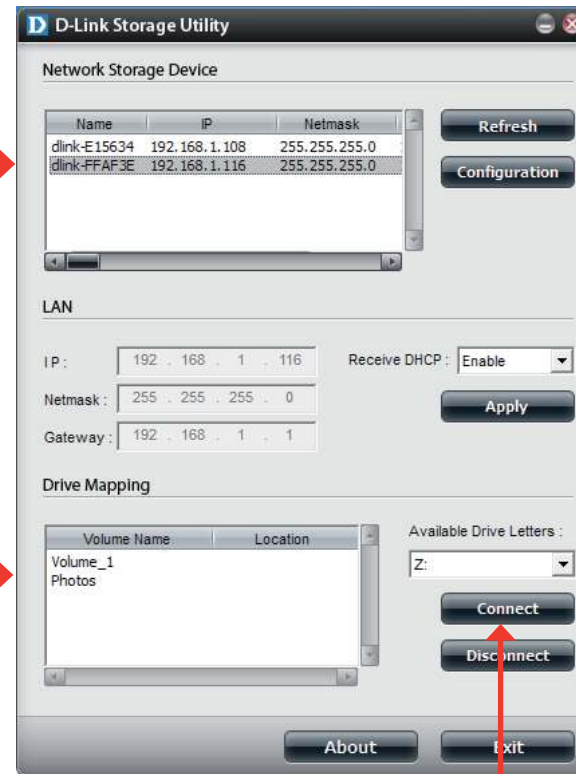 D D-Link Storage Utility
Network Storage Device
Name IP Netmask
dlink-E15634 192.168.1.108 255.255.255.0
dlink-FFAF3E 192.168.1.116 255.255.255.0
Refresh
Configuration
LAN
IP : 192 . 168 . 1 . 116
Receive DHCP : Enable
Netmask : 255 . 255 . 255 . 0
Apply
Gateway : 192 . 168 . 1 . 1
Drive Mapping
Volume Name Location
Volume_1
Photos
Available Drive Letters :
Z:
Connect
Disconnect
About Exit